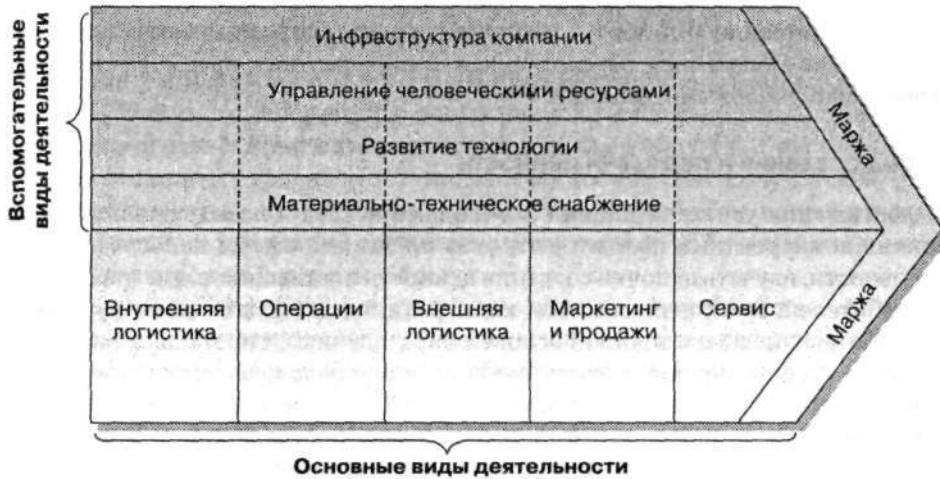 Вспомогательные
виды деятельности
Инфраструктура компании
Управление человеческими ресурсами
Развитие технологии
Материально-техническое снабжение
Маржа
Внутренняя
логистика
Операции
Внешняя
логистика
Маркетинг
и продажи
Сервис
Маржа
Основные виды деятельности